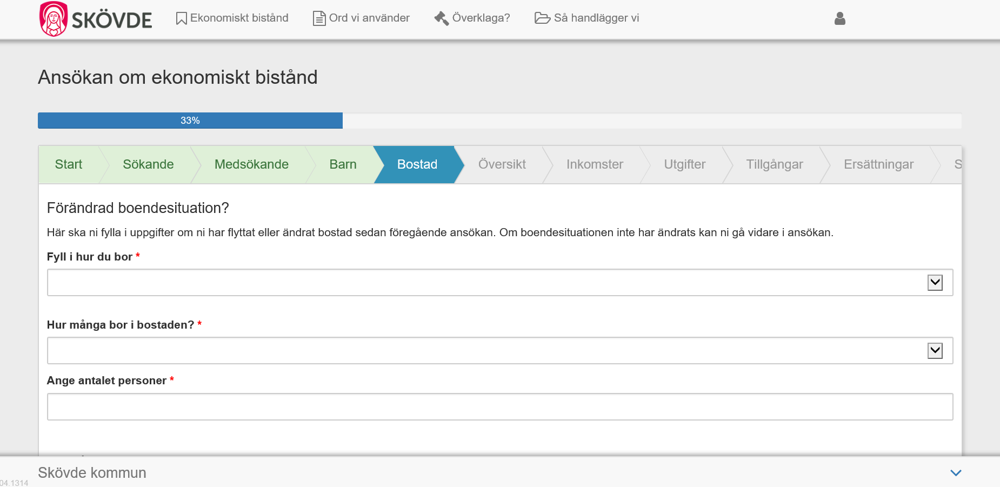 SKÖVDE
Ekonomiskt bistånd
Ord vi använder
Överklaga?
Så handlägger vi
Ansökan om ekonomiskt bistånd
33%
Start
Sökande
Medsökande
Barn
Bostad
Översikt
Inkomster
Utgifter
Tillgångar
Ersättningar
S
Förändrad boendesituation?
Här ska ni fylla i uppgifter om ni har flyttat eller ändrat bostad sedan föregående ansökan. Om boendesituationen inte har ändrats kan ni gå vidare i ansökan.
Fyll i hur du bor *
Hur många bor i bostaden? *
Ange antalet personer *
Skövde kommun
04.1314